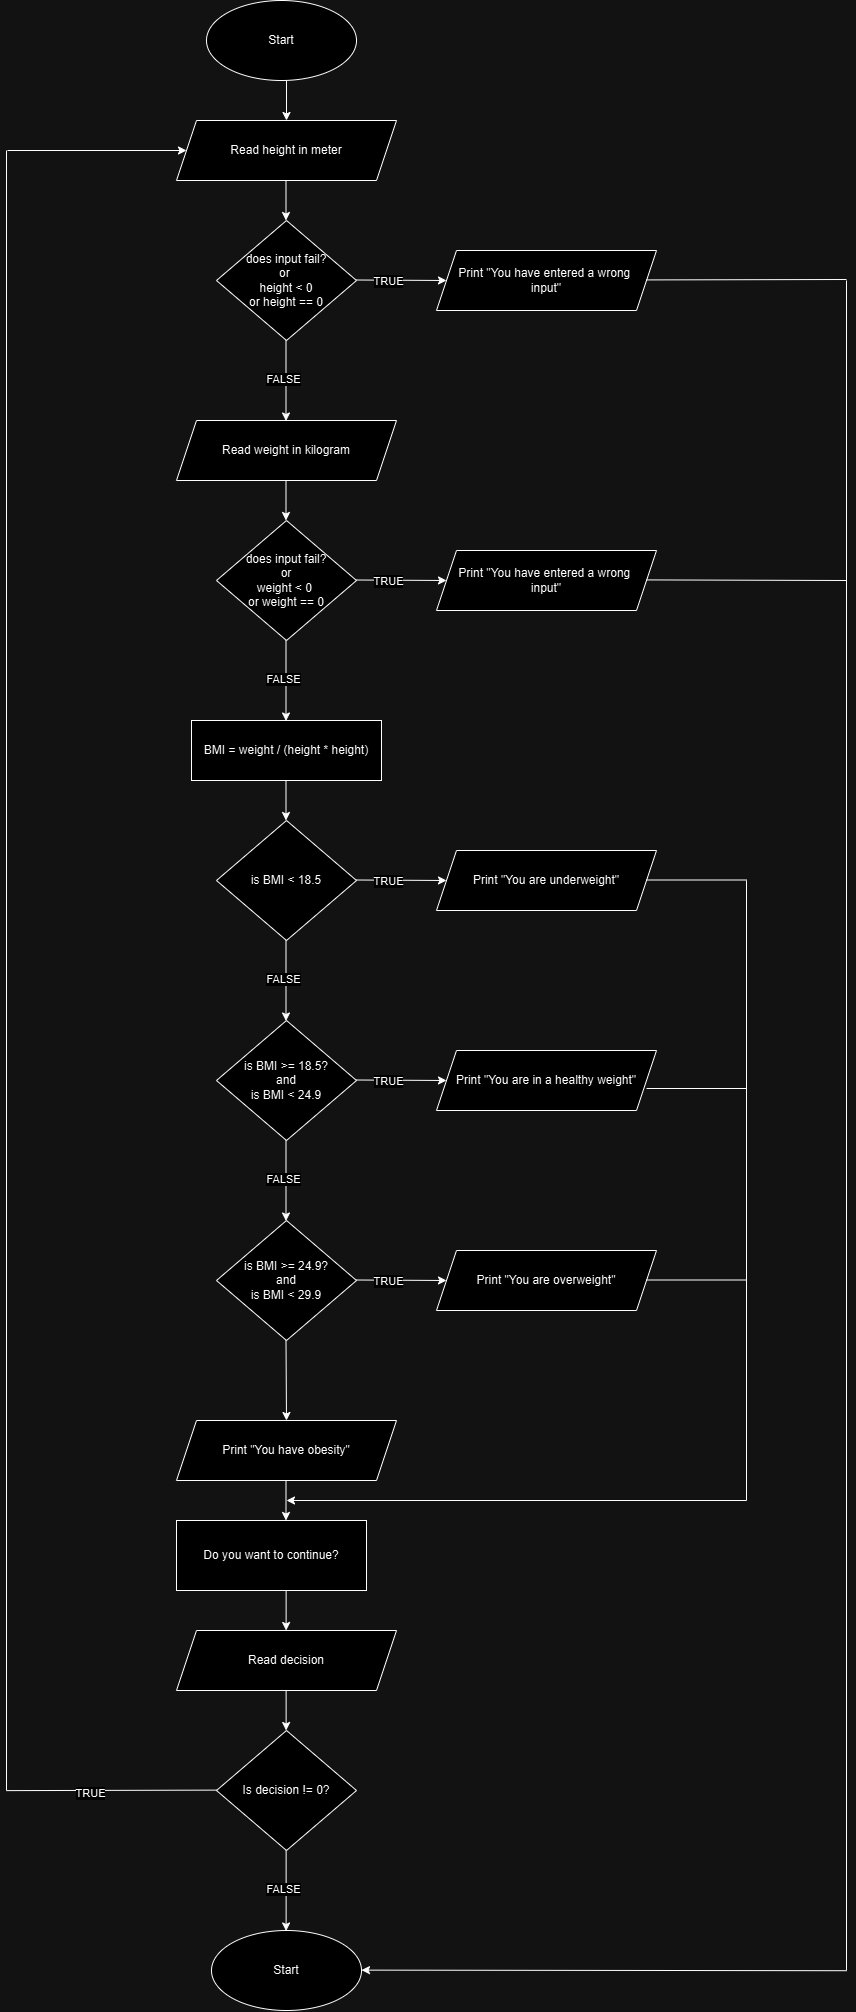 Start
Read height in meter
does input fail?
or
height < 0
or height == 0
TRUE
Print "You have entered a wrong
input"
FALSE
Read weight in kilogram
does input fail?
or
weight < 0
or weight == 0
TRUE
Print "You have entered a wrong
input"
FALSE
BMI = weight / (height * height)
is BMI < 18.5
TRUE
Print "You are underweight"
FALSE
is BMI >= 18.5?
and
is BMI < 24.9
TRUE
Print "You are in a healthy weight"
FALSE
is BMI >= 24.9?
and
is BMI < 29.9
TRUE
Print "You are overweight"
Print "You have obesity"
Do you want to continue?
Read decision
Is decision != 0?
TRUE
FALSE
Start